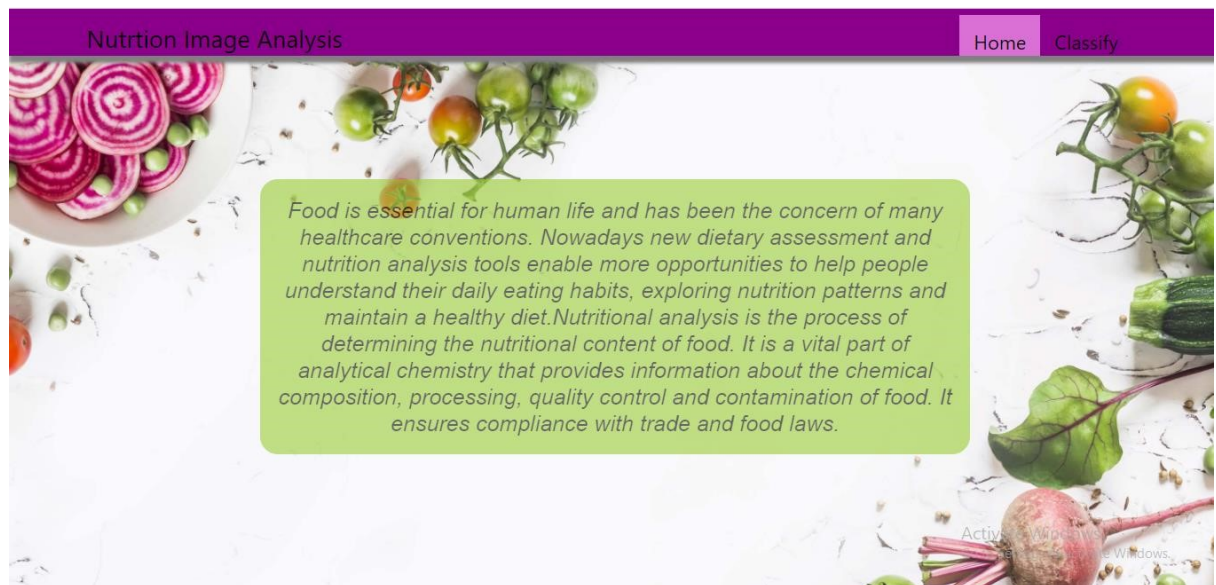 Nutrtion Image Analysis
Home Classify
Food is essential for human life and has been the concern of many
healthcare conventions. Nowadays new dietary assessment and
nutrition analysis tools enable more opportunities to help people
understand their daily eating habits, exploring nutrition patterns and
maintain a healthy diet.Nutritional analysis is the process of
determining the nutritional content of food. It is a vital part of
analytical chemistry that provides information about the chemical
composition, processing, quality control and contamination of food. It
ensures compliance with trade and food laws.
Windows.